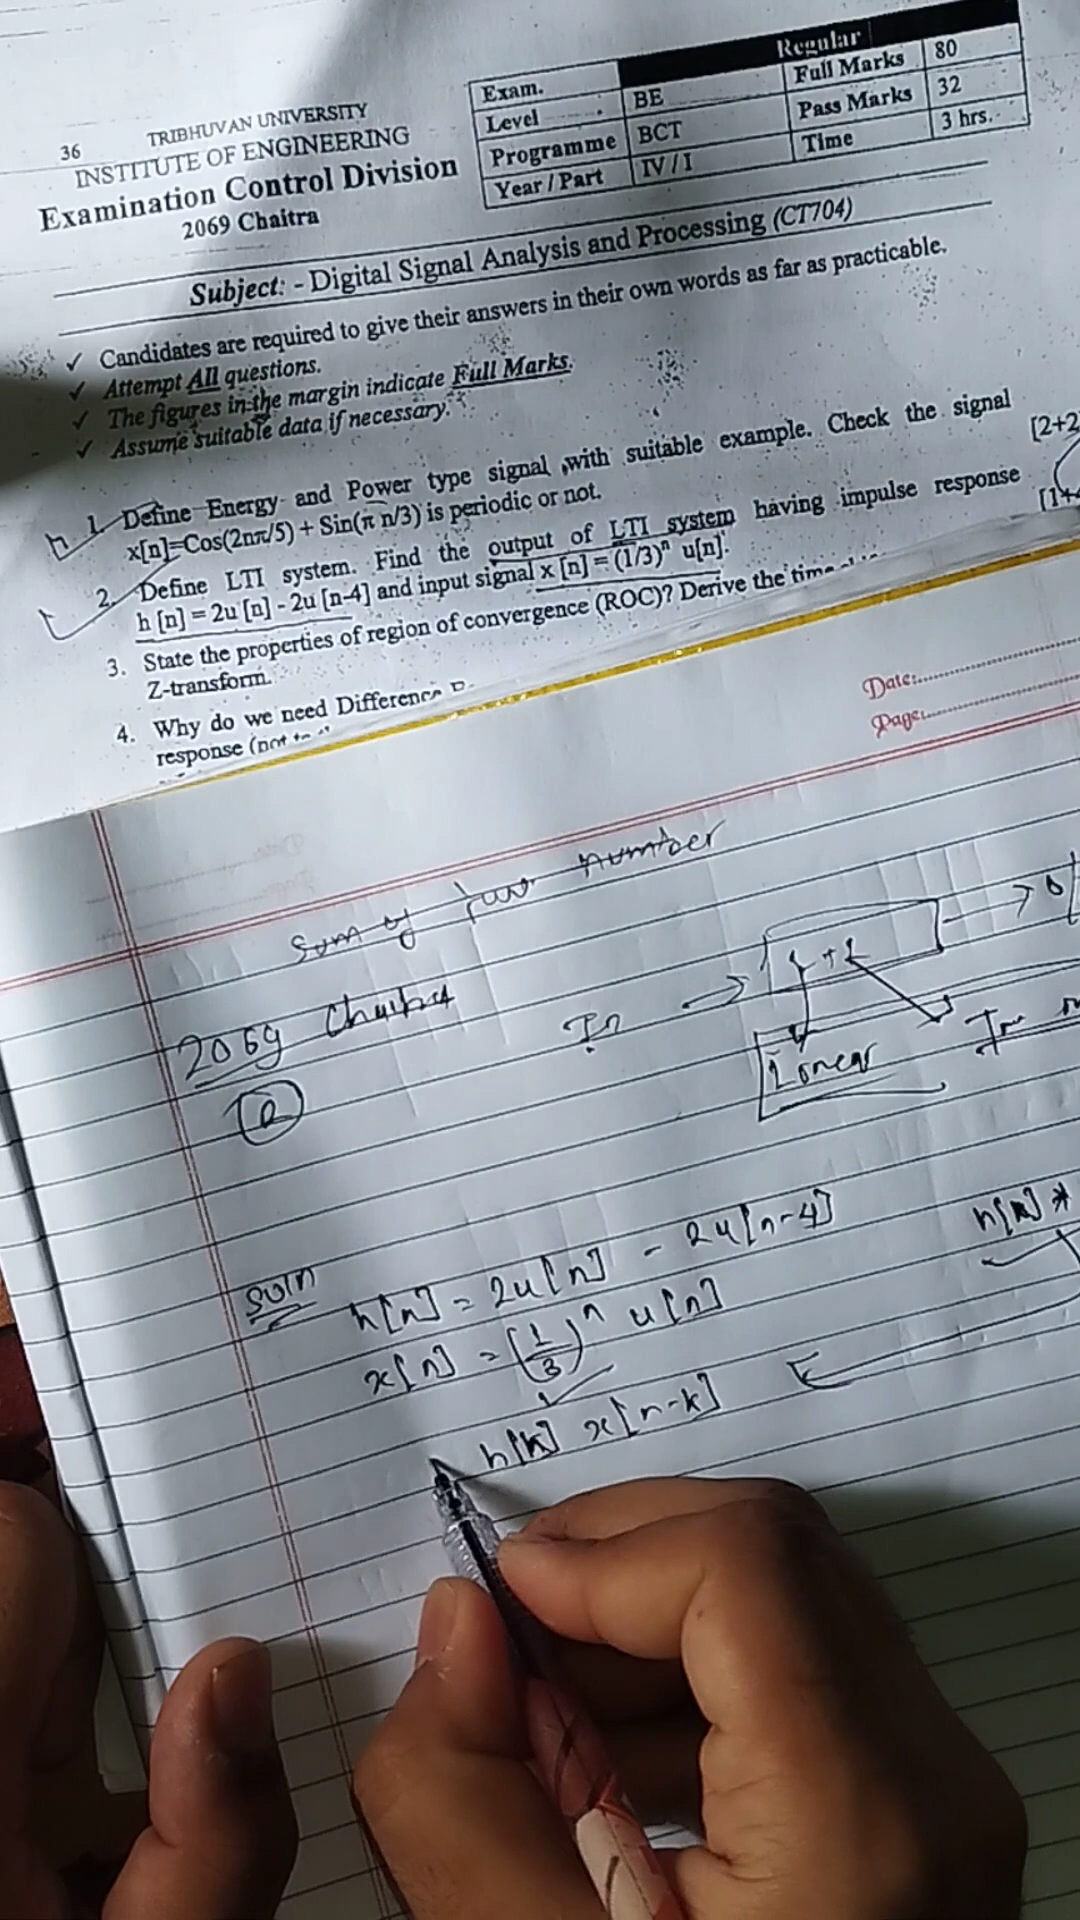 36
TRIBHUVAN UNIVERSITY
INSTITUTE OF ENGINEERING
Examination Control Division
2069 Chaitra
Exam. Regular
Level BE Full Marks 80
Programme BCT Pass Marks 32
Year / Part IV / I Time 3 hrs.
Subject: - Digital Signal Analysis and Processing (CT704)
✓ Candidates are required to give their answers in their own words as far as practicable.
✓ Attempt All questions.
✓ The figures in the margin indicate Full Marks.
✓ Assume suitable data if necessary.
1. Define Energy and Power type signal with suitable example. Check the signal [2+2
x[n]=Cos(2nπ/5) + Sin(π n/3) is periodic or not.
2. Define LTI system. Find the output of LTI system having impulse response [1+4
h [n] = 2u [n] - 2u [n-4] and input signal x [n] = (1/3)ⁿ u[n].
3. State the properties of region of convergence (ROC)? Derive the time
Z-transform.
4. Why do we need Difference
response (not to
Date:
Page:
Sum of two number
2069 Chaitra
In
Linear
2
soln
h[n] = 2u[n] - 2u[n-4]
h[n] *
x[n] = (1/3)ⁿ u[n]
h[k] x[n-k]